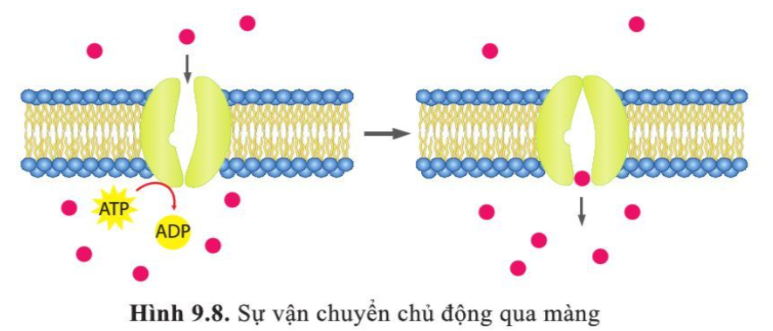 ATP
ADP
Hình 9.8. Sự vận chuyển chủ động qua màng